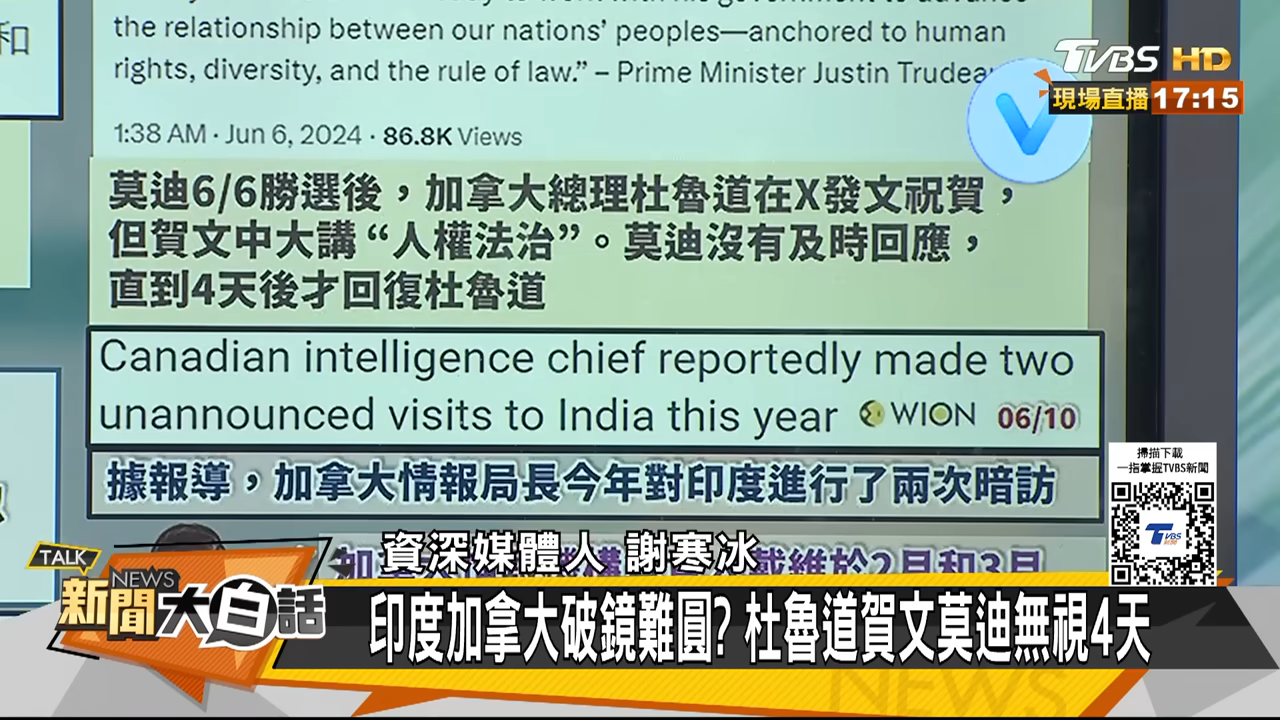 和
the relationship between our nations' peoples—anchored to human
rights, diversity, and the rule of law." – Prime Minister Justin Trudeau
TVBS HD
現場直播 17:15
1:38 AM · Jun 6, 2024 · 86.8K Views
莫迪6/6勝選後，加拿大總理杜魯道在X發文祝賀，
但賀文中大講“人權法治”。莫迪沒有及時回應，
直到4天後才回復杜魯道
Canadian intelligence chief reportedly made two
unannounced visits to India this year WION 06/10
據報導，加拿大情報局長今年對印度進行了兩次暗訪
掃描下載
一指掌握TVBS新聞
TVBS
資深媒體人 謝寒冰
TALK
NEWS
新聞大白話
印度加拿大破鏡難圓? 杜魯道賀文莫迪無視4天
NEWS